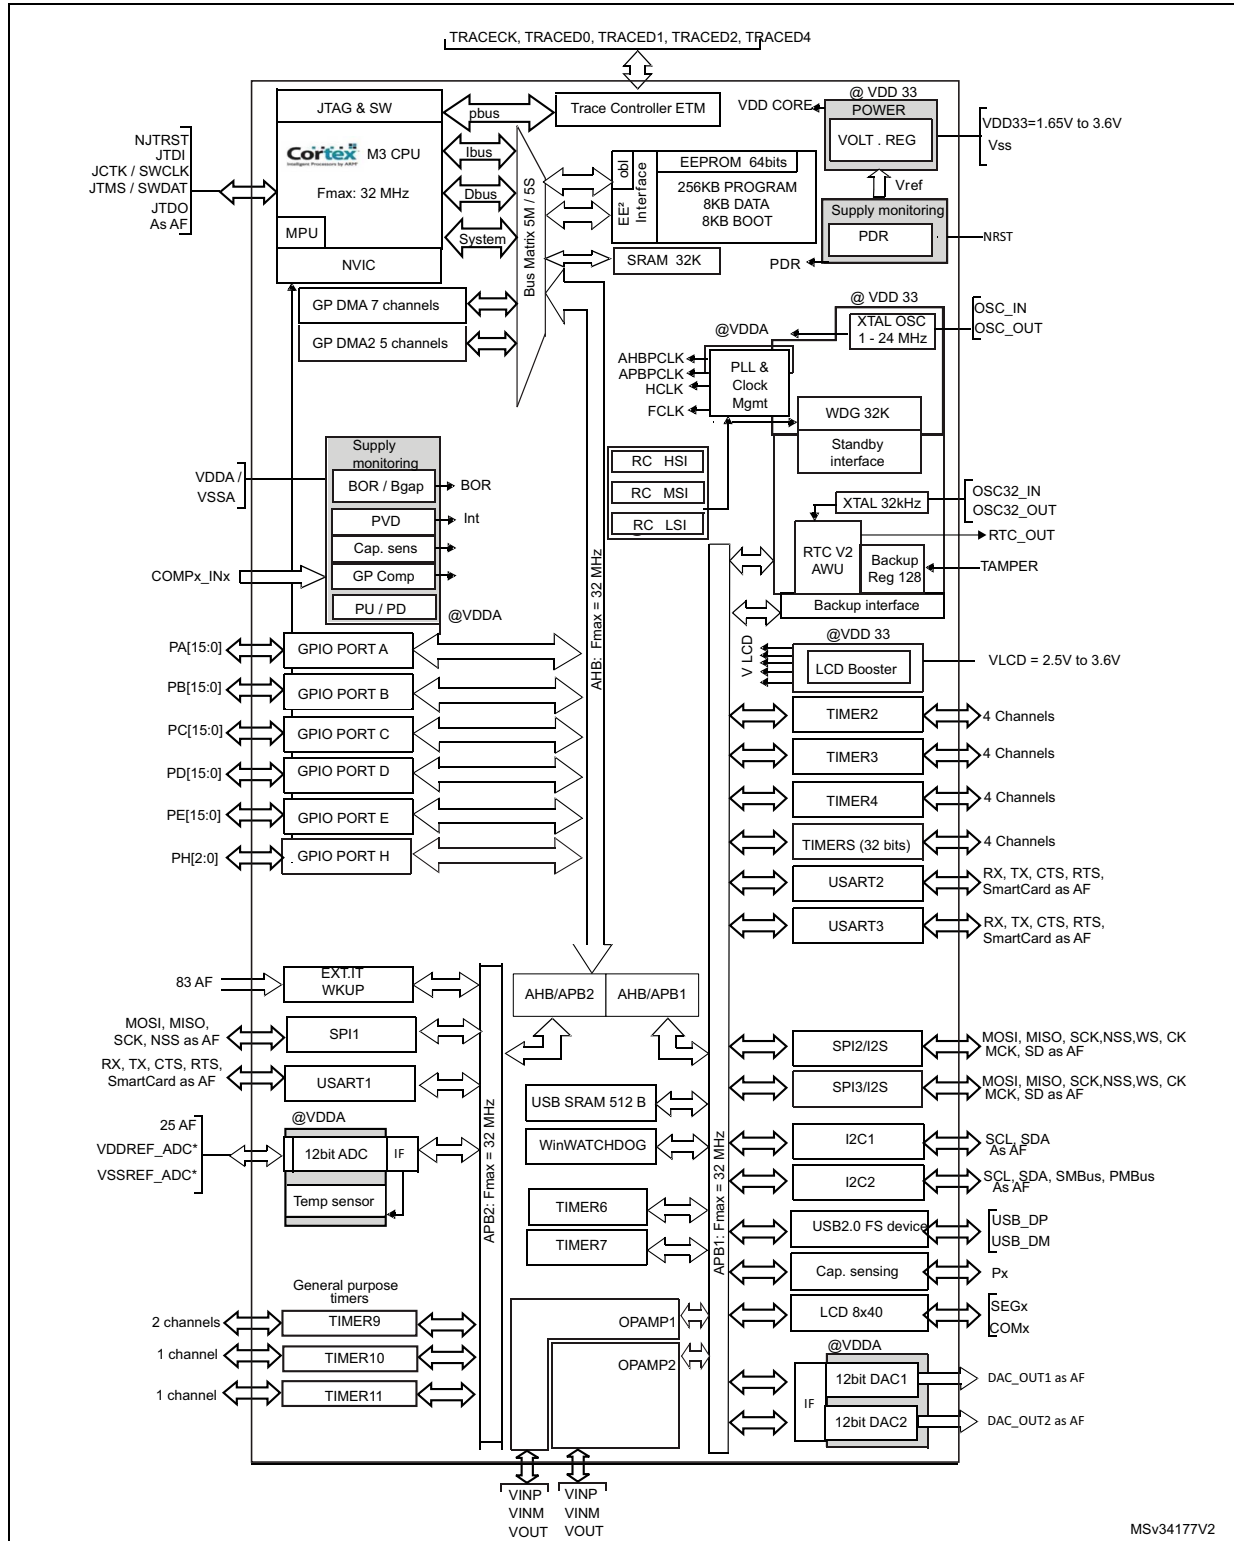 TRACECK, TRACED0, TRACED1, TRACED2, TRACED4
JTAG & SW
pbus
Trace Controller ETM
VDD CORE
@ VDD 33
POWER
VOLT . REG
VDD33=1.65V to 3.6V
Vss
NJTRST
JTDI
JCTK / SWCLK
JTMS / SWDAT
JTDO
As AF
Cortex
Intelligent Processors by ARM
M3 CPU
Fmax: 32 MHz
MPU
NVIC
Ibus
Dbus
System
Bus Matrix 5M / 5S
EE²
obl
Interface
EEPROM 64bits
256KB PROGRAM
8KB DATA
8KB BOOT
SRAM 32K
Vref
Supply monitoring
PDR
NRST
PDR
GP DMA 7 channels
GP DMA2 5 channels
@ VDD 33
XTAL OSC
1 - 24 MHz
OSC_IN
OSC_OUT
@VDDA
AHBPCLK
APBPCLK
HCLK
FCLK
PLL &
Clock
Mgmt
WDG 32K
Standby
interface
RC HSI
RC MSI
RC LSI
Supply
monitoring
VDDA /
VSSA
BOR / Bgap
BOR
PVD
Int
Cap. sens
COMPx_INx
GP Comp
PU / PD
@VDDA
XTAL 32kHz
OSC32_IN
OSC32_OUT
RTC V2
AWU
RTC_OUT
Backup
Reg 128
TAMPER
Backup interface
AHB: Fmax = 32 MHz
PA[15:0]
GPIO PORT A
PB[15:0]
GPIO PORT B
PC[15:0]
GPIO PORT C
PD[15:0]
GPIO PORT D
PE[15:0]
GPIO PORT E
PH[2:0]
GPIO PORT H
@VDD 33
V LCD
LCD Booster
VLCD = 2.5V to 3.6V
TIMER2
4 Channels
TIMER3
4 Channels
TIMER4
4 Channels
TIMERS (32 bits)
4 Channels
USART2
RX, TX, CTS, RTS,
SmartCard as AF
USART3
RX, TX, CTS, RTS,
SmartCard as AF
83 AF
EXT.IT
WKUP
AHB/APB2
AHB/APB1
MOSI, MISO,
SCK, NSS as AF
SPI1
RX, TX, CTS, RTS,
SmartCard as AF
USART1
@VDDA
25 AF
VDDREF_ADC*
VSSREF_ADC*
12bit ADC
IF
Temp sensor
APB2: Fmax = 32 MHz
USB SRAM 512 B
WinWATCHDOG
TIMER6
TIMER7
APB1: Fmax = 32 MHz
SPI2/I2S
MOSI, MISO, SCK,NSS,WS, CK
MCK, SD as AF
SPI3/I2S
MOSI, MISO, SCK,NSS,WS, CK
MCK, SD as AF
I2C1
SCL, SDA
As AF
I2C2
SCL, SDA, SMBus, PMBus
As AF
USB2.0 FS device
USB_DP
USB_DM
Cap. sensing
Px
LCD 8x40
SEGx
COMx
General purpose
timers
2 channels
TIMER9
1 channel
TIMER10
1 channel
TIMER11
OPAMP1
OPAMP2
@VDDA
IF
12bit DAC1
DAC_OUT1 as AF
12bit DAC2
DAC_OUT2 as AF
VINP
VINM
VOUT
VINP
VINM
VOUT
MSv34177V2